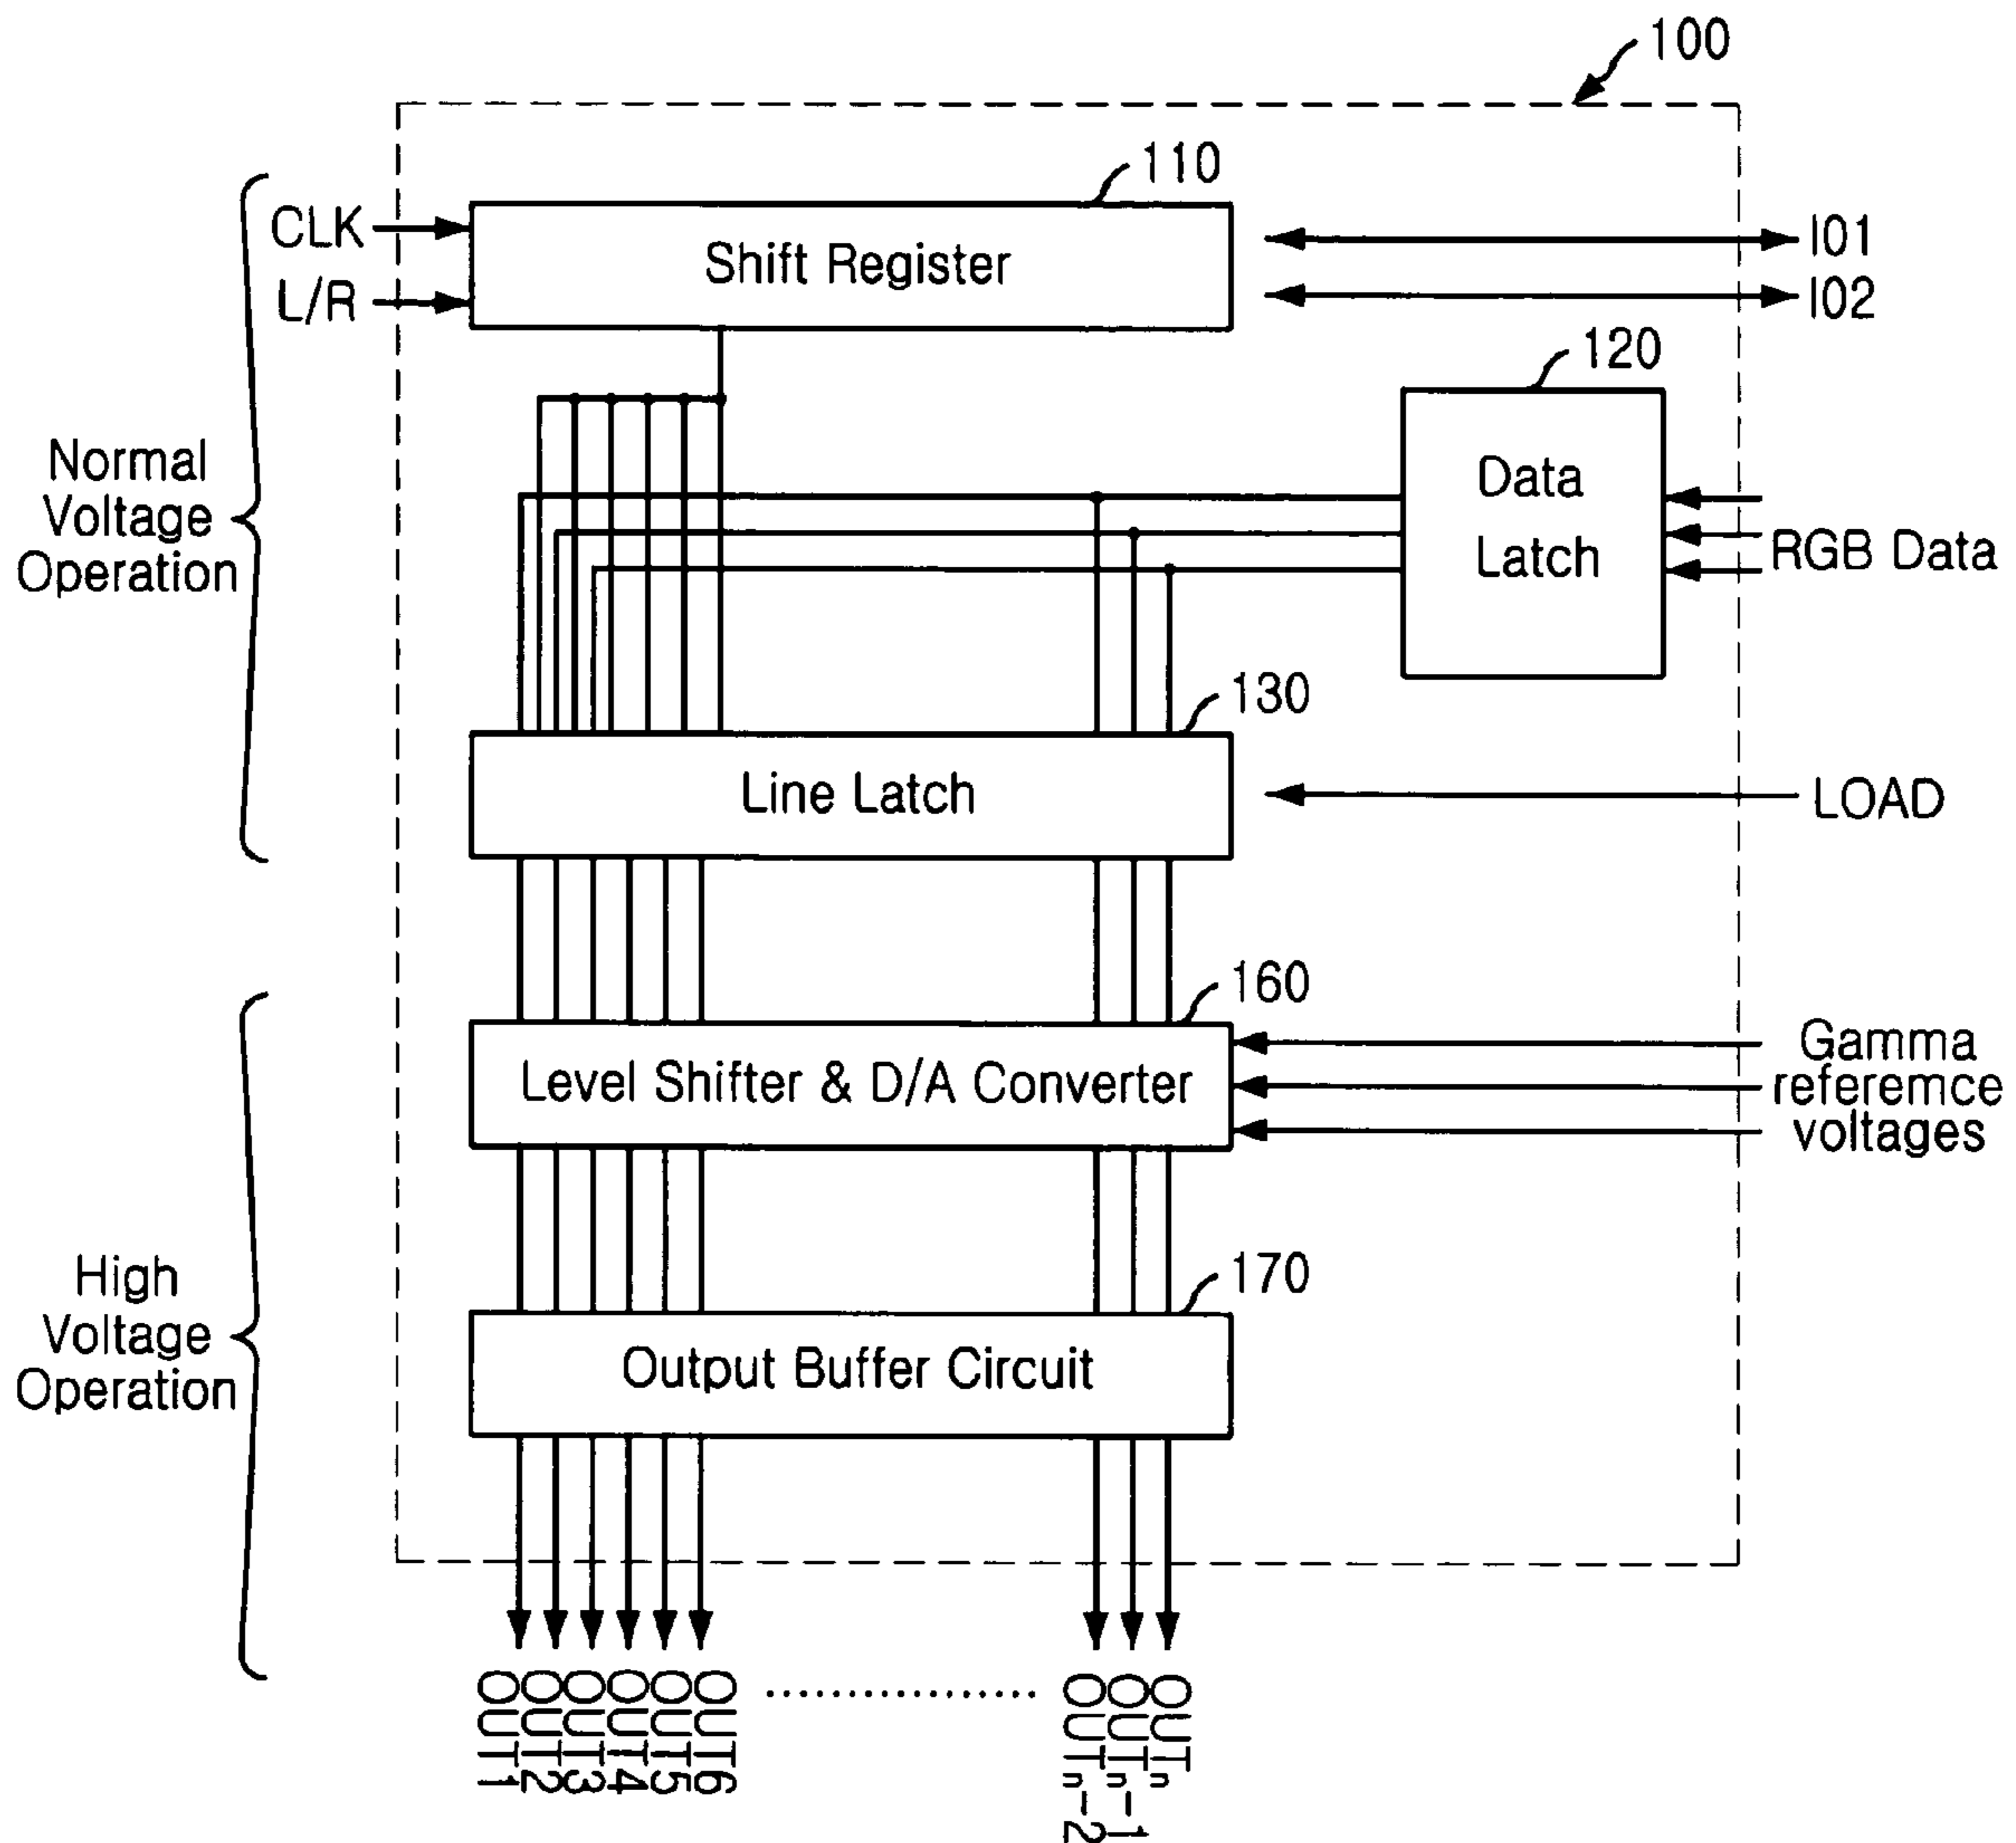 100
110
CLK
L/R
Shift Register
I01
I02
120
Normal
Voltage
Operation
Data
Latch
RGB Data
130
Line Latch
LOAD
160
Level Shifter & D/A Converter
Gamma
referemce
voltages
170
High
Voltage
Operation
Output Buffer Circuit
OUT1
OUT2
OUT3
OUT4
OUT5
OUT6
.................
OUTn-2
OUTn-1
OUTn